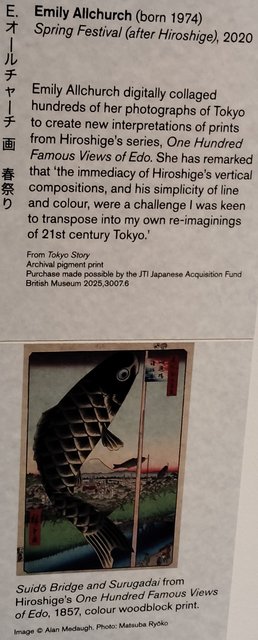 E. オールチャーチ 画 春祭り
Emily Allchurch (born 1974)
Spring Festival (after Hiroshige), 2020
Emily Allchurch digitally collaged
hundreds of her photographs of Tokyo
to create new interpretations of prints
from Hiroshige's series, One Hundred
Famous Views of Edo. She has remarked
that 'the immediacy of Hiroshige's vertical
compositions, and his simplicity of line
and colour, were a challenge I was keen
to transpose into my own re-imaginings
of 21st century Tokyo.'
From Tokyo Story
Archival pigment print
Purchase made possible by the JTI Japanese Acquisition Fund
British Museum 2025,3007.6
Suidō Bridge and Surugadai from
Hiroshige's One Hundred Famous Views
of Edo, 1857, colour woodblock print.
Image © Alan Medaugh. Photo: Matsuba Ryōko